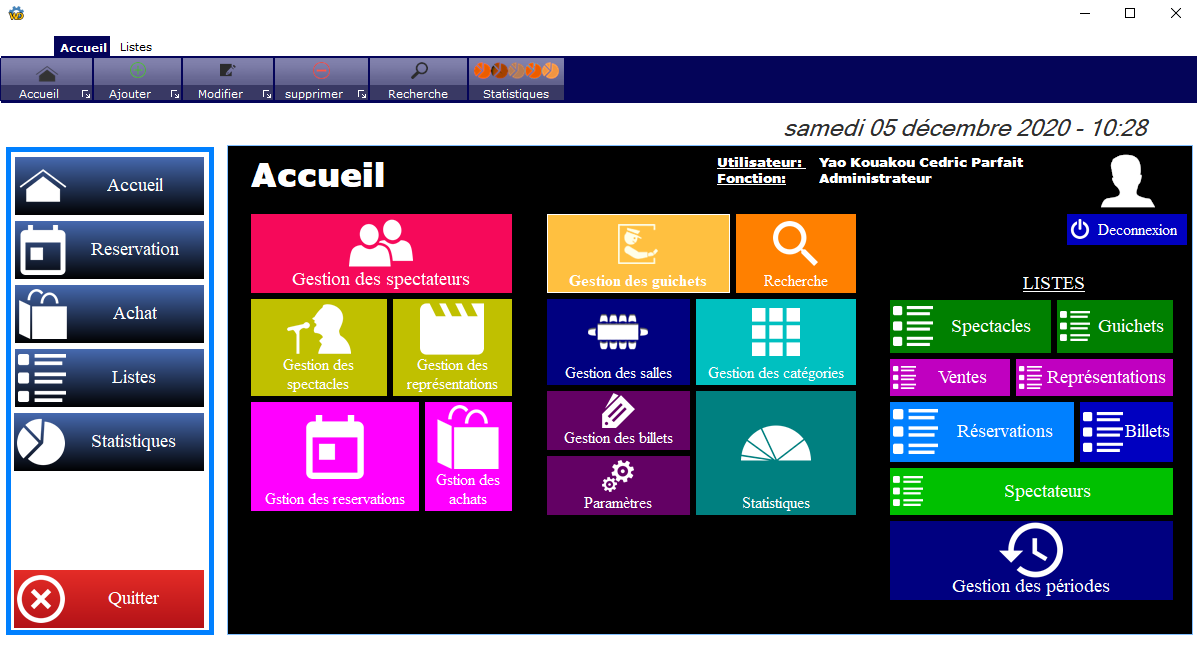 Accueil
Listes
Accueil
Ajouter
Modifier
supprimer
Recherche
Statistiques
samedi 05 décembre 2020 - 10:28
Accueil
Reservation
Achat
Listes
Statistiques
Quitter
Accueil
Utilisateur: Yao Kouakou Cedric Parfait
Fonction: Administrateur
Deconnexion
Gestion des spectateurs
Gestion des
spectacles
Gestion des
représentations
Gstion des reservations
Gstion des
achats
Gestion des guichets
Recherche
Gestion des salles
Gestion des catégories
Gestion des billets
Paramètres
Statistiques
LISTES
Spectacles
Guichets
Ventes
Représentations
Réservations
Billets
Spectateurs
Gestion des périodes